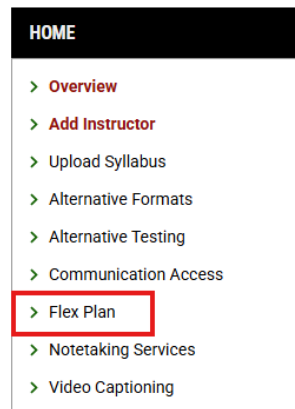 HOME
Overview
Add Instructor
Upload Syllabus
Alternative Formats
Alternative Testing
Communication Access
Flex Plan
Notetaking Services
Video Captioning